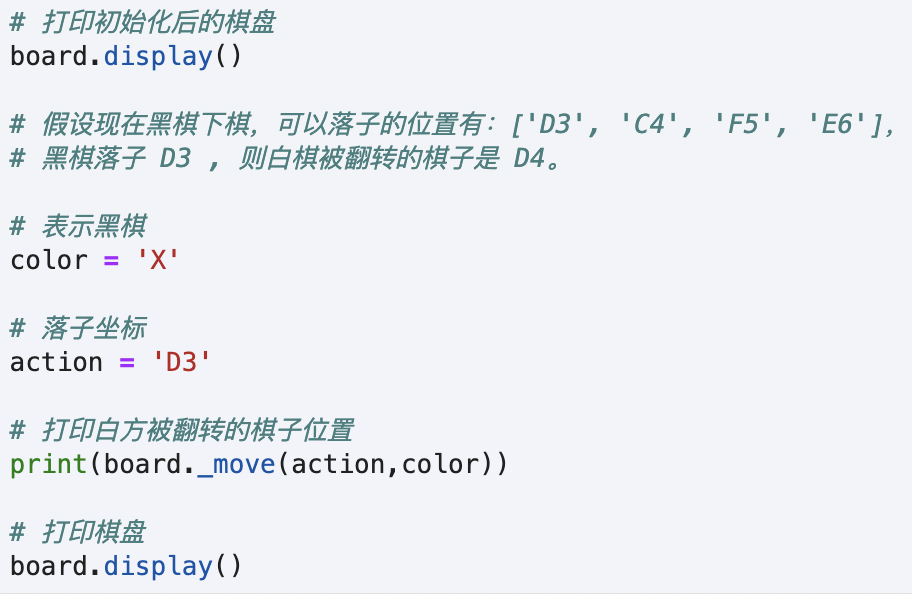 # 打印初始化后的棋盘
board.display()
# 假设现在黑棋下棋，可以落子的位置有：['D3', 'C4', 'F5', 'E6']，
# 黑棋落子 D3 , 则白棋被翻转的棋子是 D4。
# 表示黑棋
color = 'X'
# 落子坐标
action = 'D3'
# 打印白方被翻转的棋子位置
print(board._move(action,color))
# 打印棋盘
board.display()